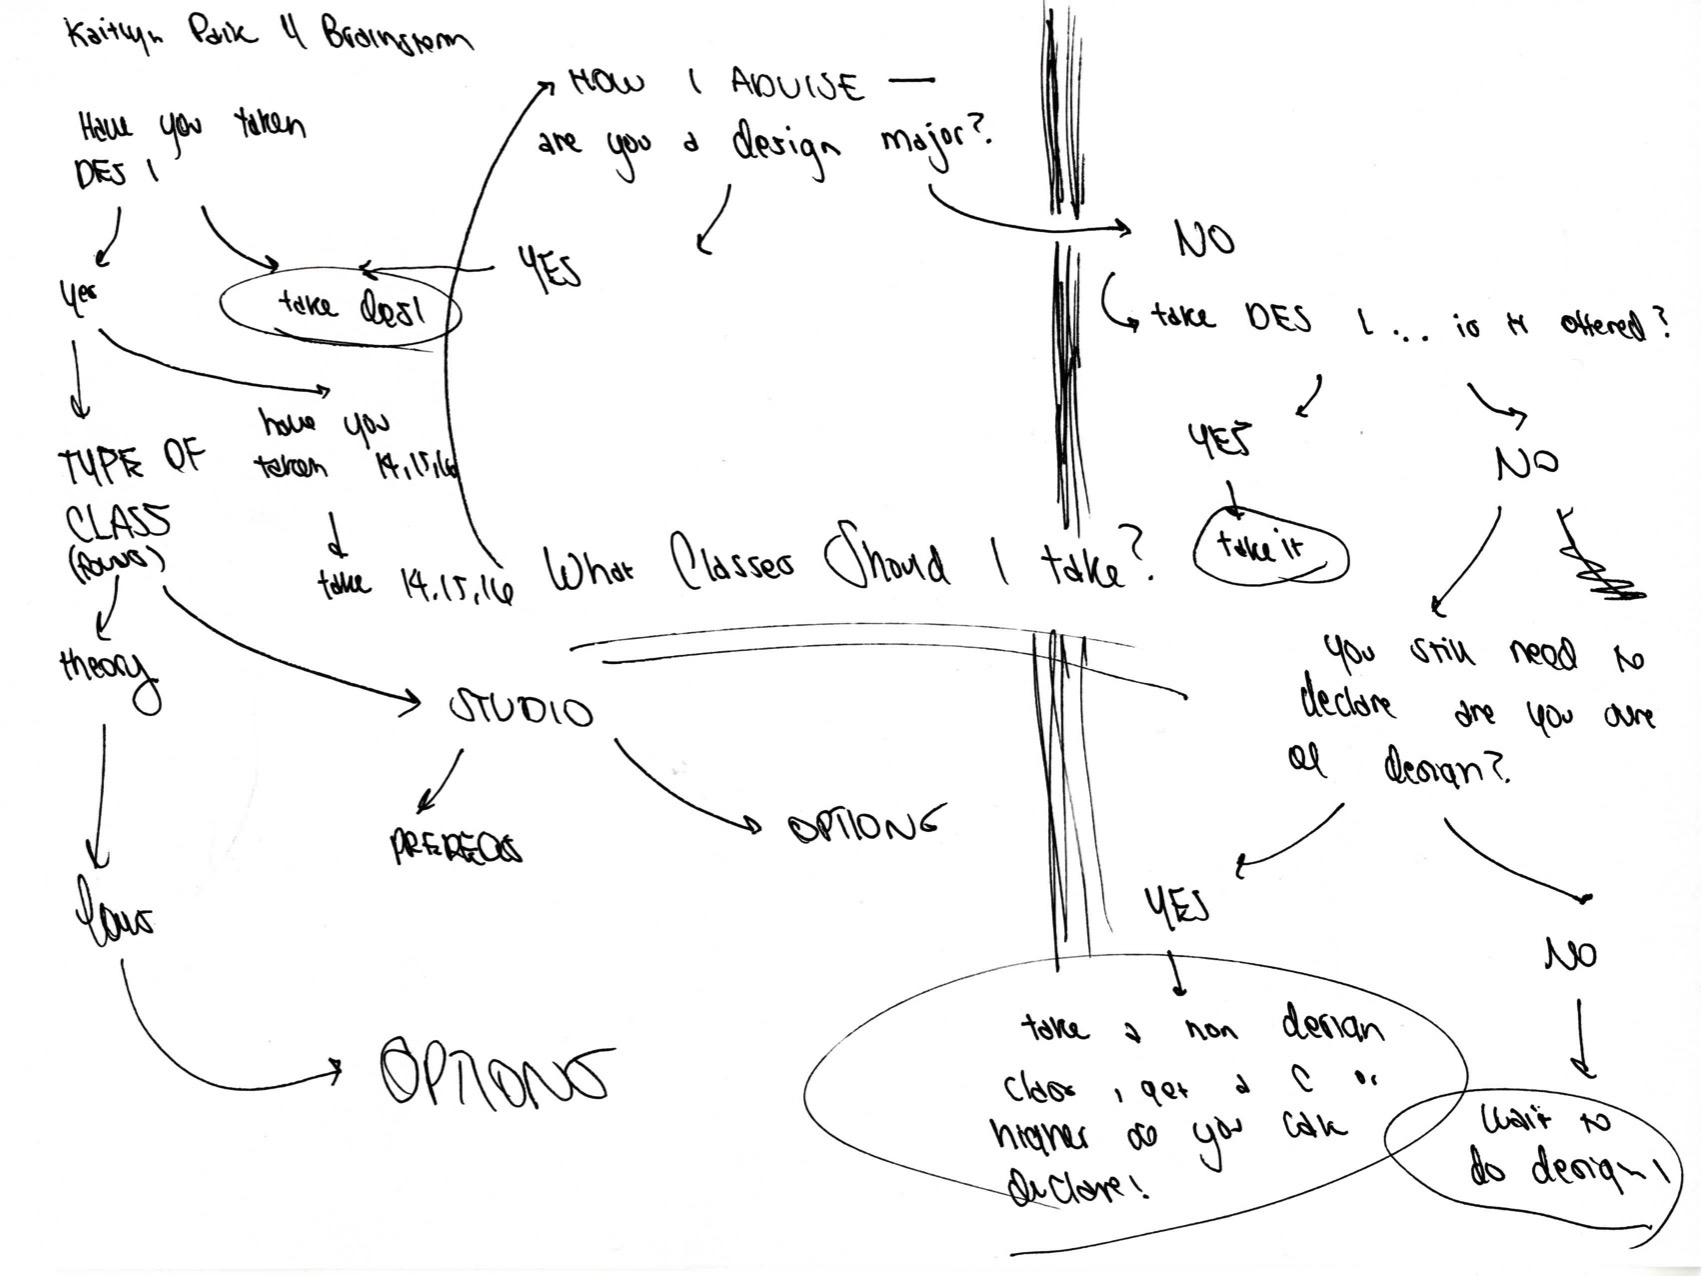 Kaitlyn Paik 4 Brainstorm
HOW I ADVISE —
are you a design major?
Have you taken
DES 1
YES
NO
yes
take des1
take DES 1 ... is it offered?
have you
taken 14,15,16
TYPE OF
CLASS
(focus)
YES
NO
take it
take 14,15,16
What Classes Should I take?
theory
STUDIO
you still need to
declare are you sure
of design?
PREREQS
OPTIONS
YES
NO
OPTIONS
take a non design
class, get a C or
higher so you can
declare!
wait to
do design!